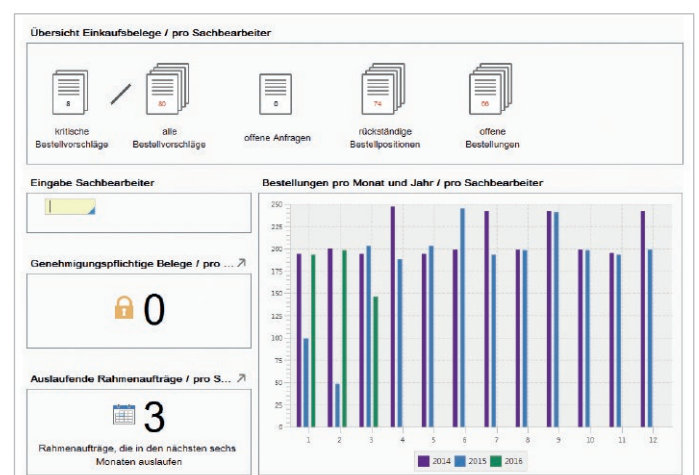 Übersicht Einkaufsbelege / pro Sachbearbeiter
8
80
0
74
66
kritische
Bestellvorschläge
alle
Bestellvorschläge
offene Anfragen
rückständige
Bestellpositionen
offene
Bestellungen
Eingabe Sachbearbeiter
Genehmigungspflichtige Belege / pro ...
0
Auslaufende Rahmenaufträge / pro S...
3
Rahmenaufträge, die in den nächsten sechs
Monaten auslaufen
Bestellungen pro Monat und Jahr / pro Sachbearbeiter
250
225
200
175
150
125
100
75
50
25
0
1 2 3 4 5 6 7 8 9 10 11 12
2014 2015 2016